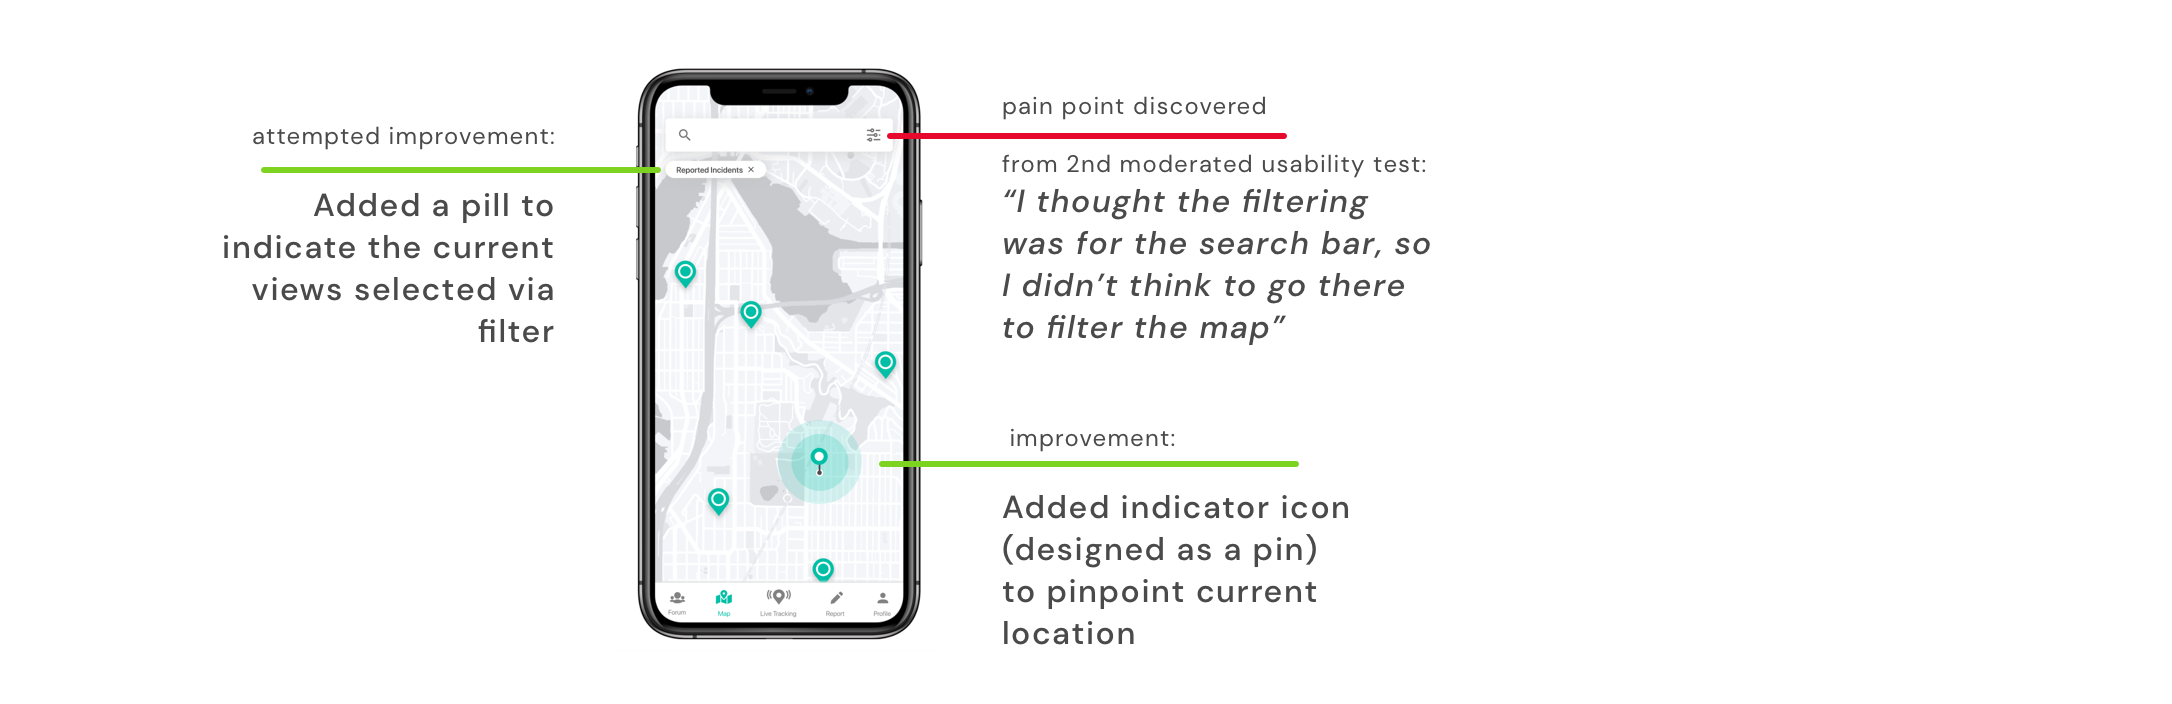 attempted improvement:
Added a pill to
indicate the current
views selected via
filter
Reported Incidents ×
Forum
Map
Live Tracking
Report
Profile
pain point discovered
from 2nd moderated usability test:
“I thought the filtering
was for the search bar, so
I didn’t think to go there
to filter the map”
improvement:
Added indicator icon
(designed as a pin)
to pinpoint current
location